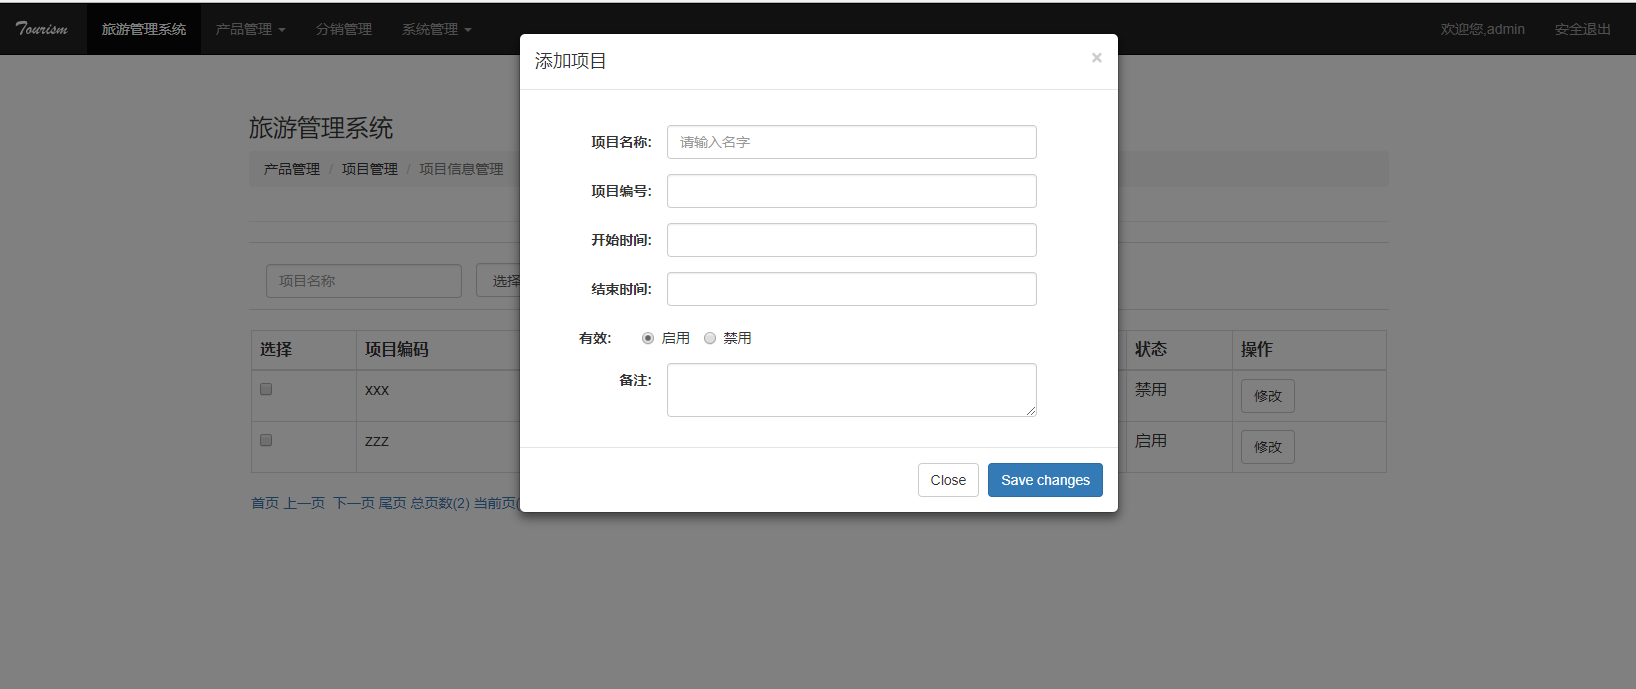 Tourism 旅游管理系统 产品管理 分销管理 系统管理 欢迎您,admin 安全退出
添加项目 ×
旅游管理系统
产品管理 / 项目管理 / 项目信息管理
项目名称: 请输入名字
项目编号:
开始时间:
结束时间:
有效: 启用 禁用
备注:
Close Save changes
项目名称 选择
选择 项目编码 状态 操作
xxx 禁用 修改
zzz 启用 修改
首页 上一页 下一页 尾页 总页数(2) 当前页(